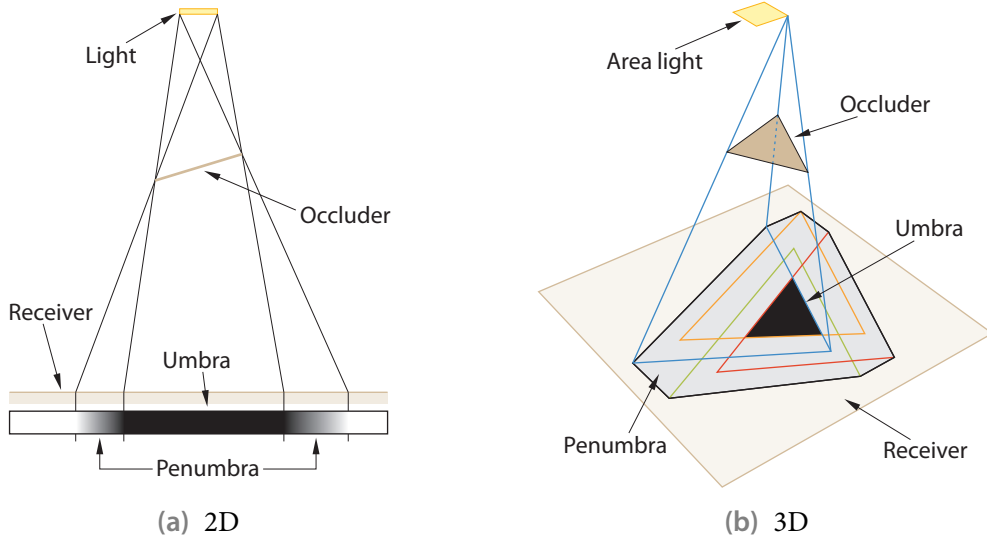 Light
Occluder
Receiver
Umbra
Penumbra
(a) 2D
Area light
Occluder
Umbra
Penumbra
Receiver
(b) 3D